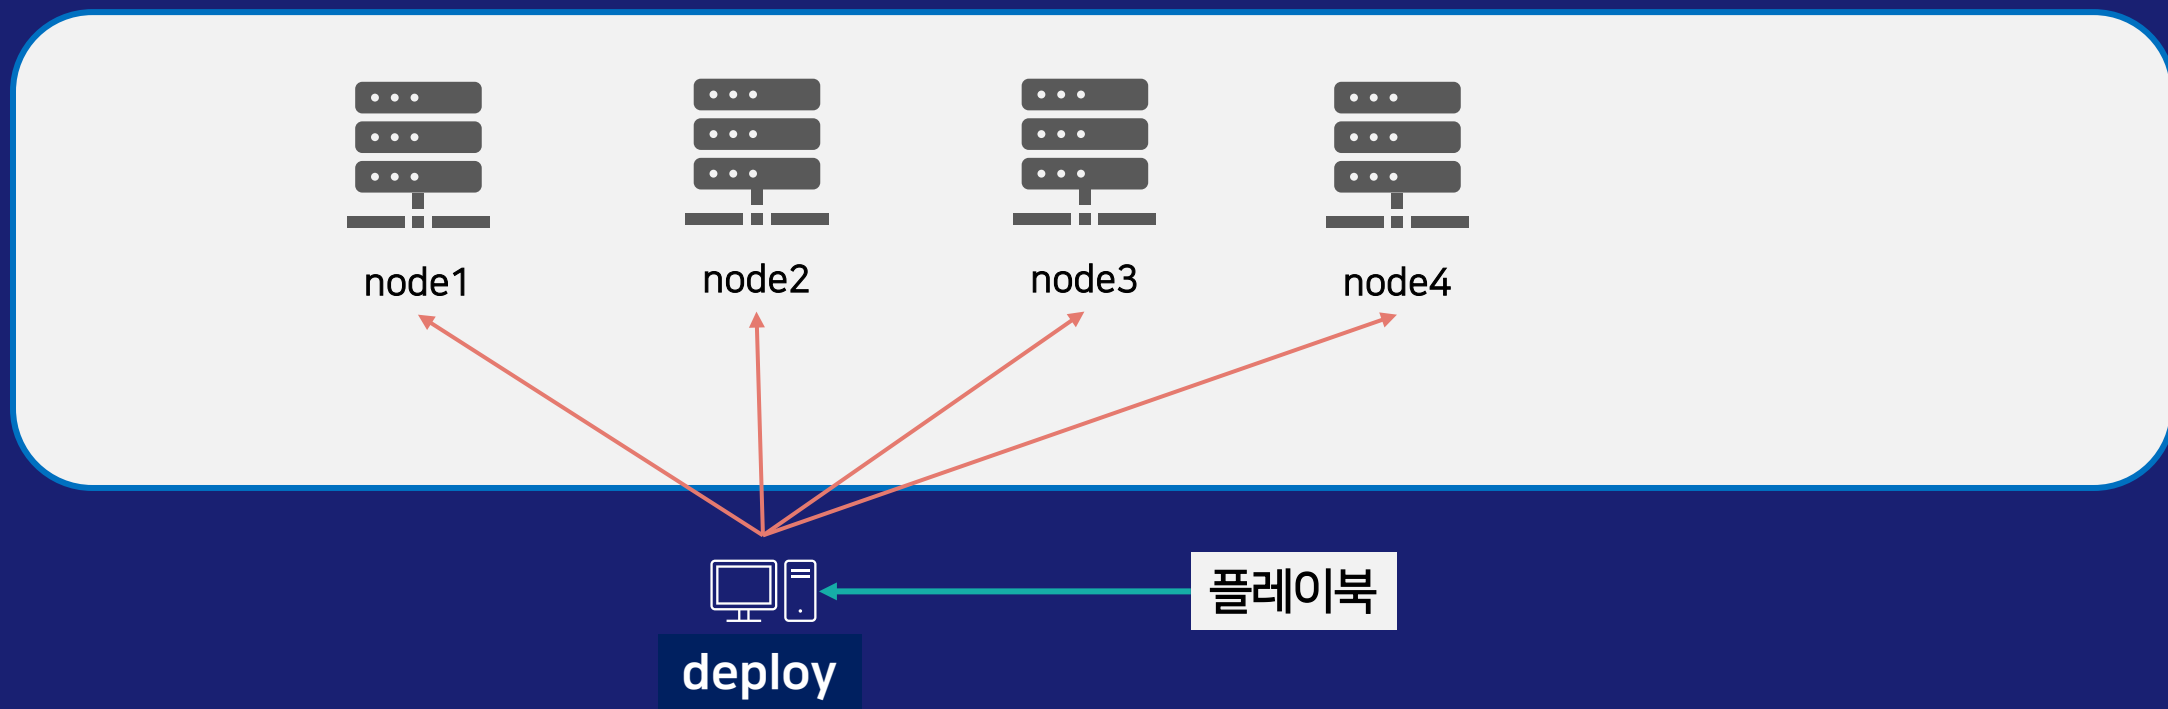 node1
node2
node3
node4
플레이북
deploy